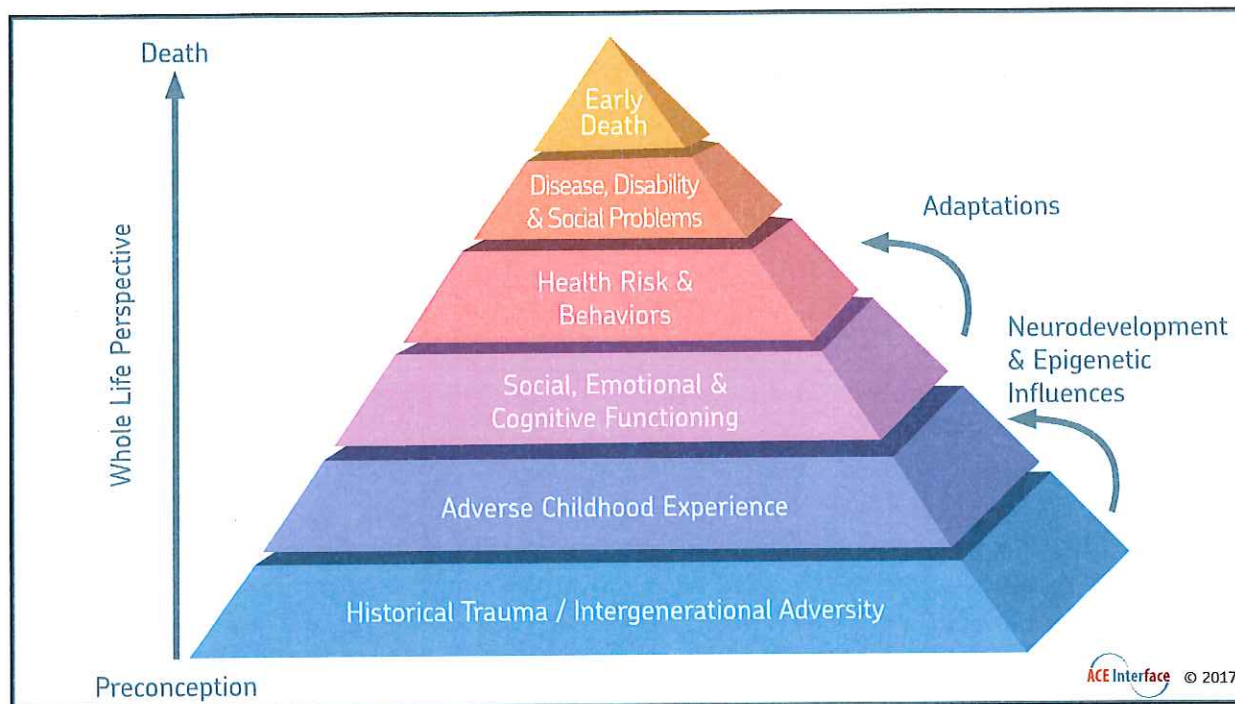 Death
Early
Death
Disease, Disability
& Social Problems
Adaptations
Health Risk &
Behaviors
Neurodevelopment
& Epigenetic
Influences
Social, Emotional &
Cognitive Functioning
Whole Life Perspective
Adverse Childhood Experience
Historical Trauma / Intergenerational Adversity
Preconception
ACE Interface © 2017